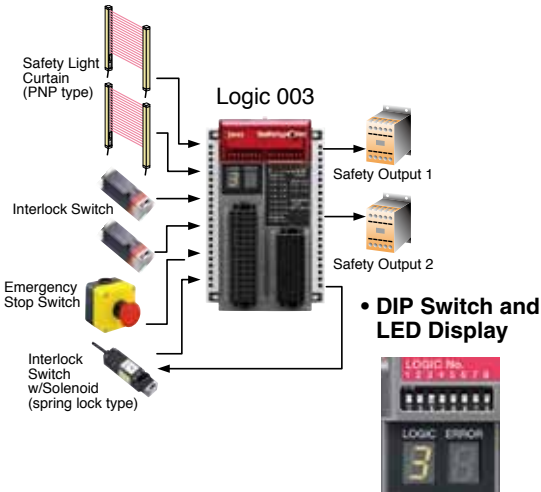 Safety Light
Curtain
(PNP type)
Logic 003
Safety Output 1
Interlock Switch
Safety Output 2
Emergency
Stop Switch
Interlock
Switch
w/Solenoid
(spring lock type)
• DIP Switch and
LED Display
LOGIC No.
1 2 3 4 5 6 7 8
LOGIC ERROR
3